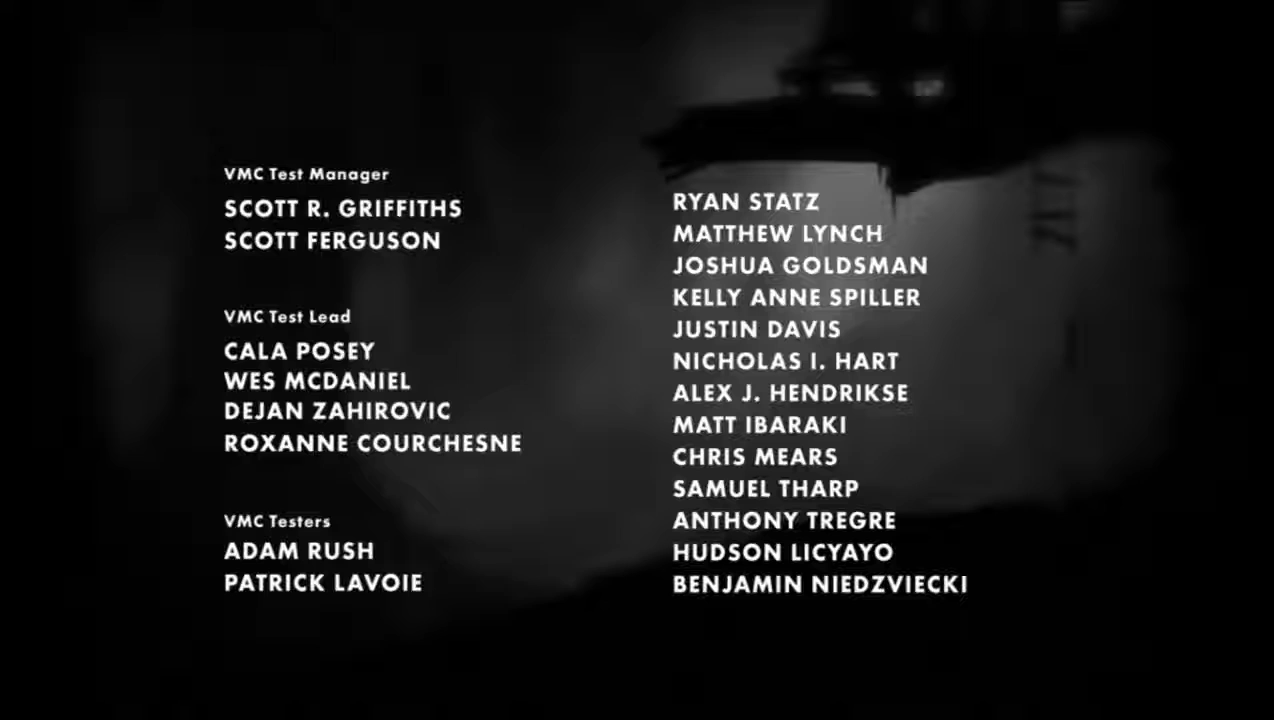 VMC Test Manager
SCOTT R. GRIFFITHS
SCOTT FERGUSON
VMC Test Lead
CALA POSEY
WES MCDANIEL
DEJAN ZAHIROVIC
ROXANNE COURCHESNE
VMC Testers
ADAM RUSH
PATRICK LAVOIE
RYAN STATZ
MATTHEW LYNCH
JOSHUA GOLDSMAN
KELLY ANNE SPILLER
JUSTIN DAVIS
NICHOLAS I. HART
ALEX J. HENDRIKSE
MATT IBARAKI
CHRIS MEARS
SAMUEL THARP
ANTHONY TREGRE
HUDSON LICYAYO
BENJAMIN NIEDZVIECKI